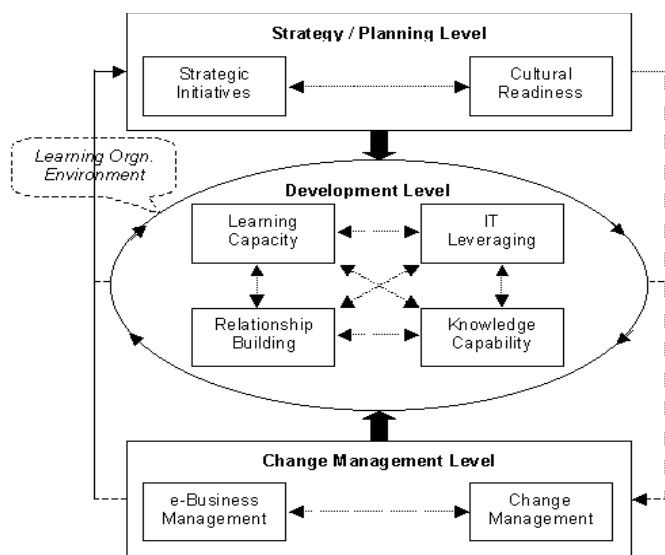 Strategy / Planning Level
Strategic
Initiatives
Cultural
Readiness
Learning Orgn.
Environment
Development Level
Learning
Capacity
IT
Leveraging
Relationship
Building
Knowledge
Capability
Change Management Level
e-Business
Management
Change
Management